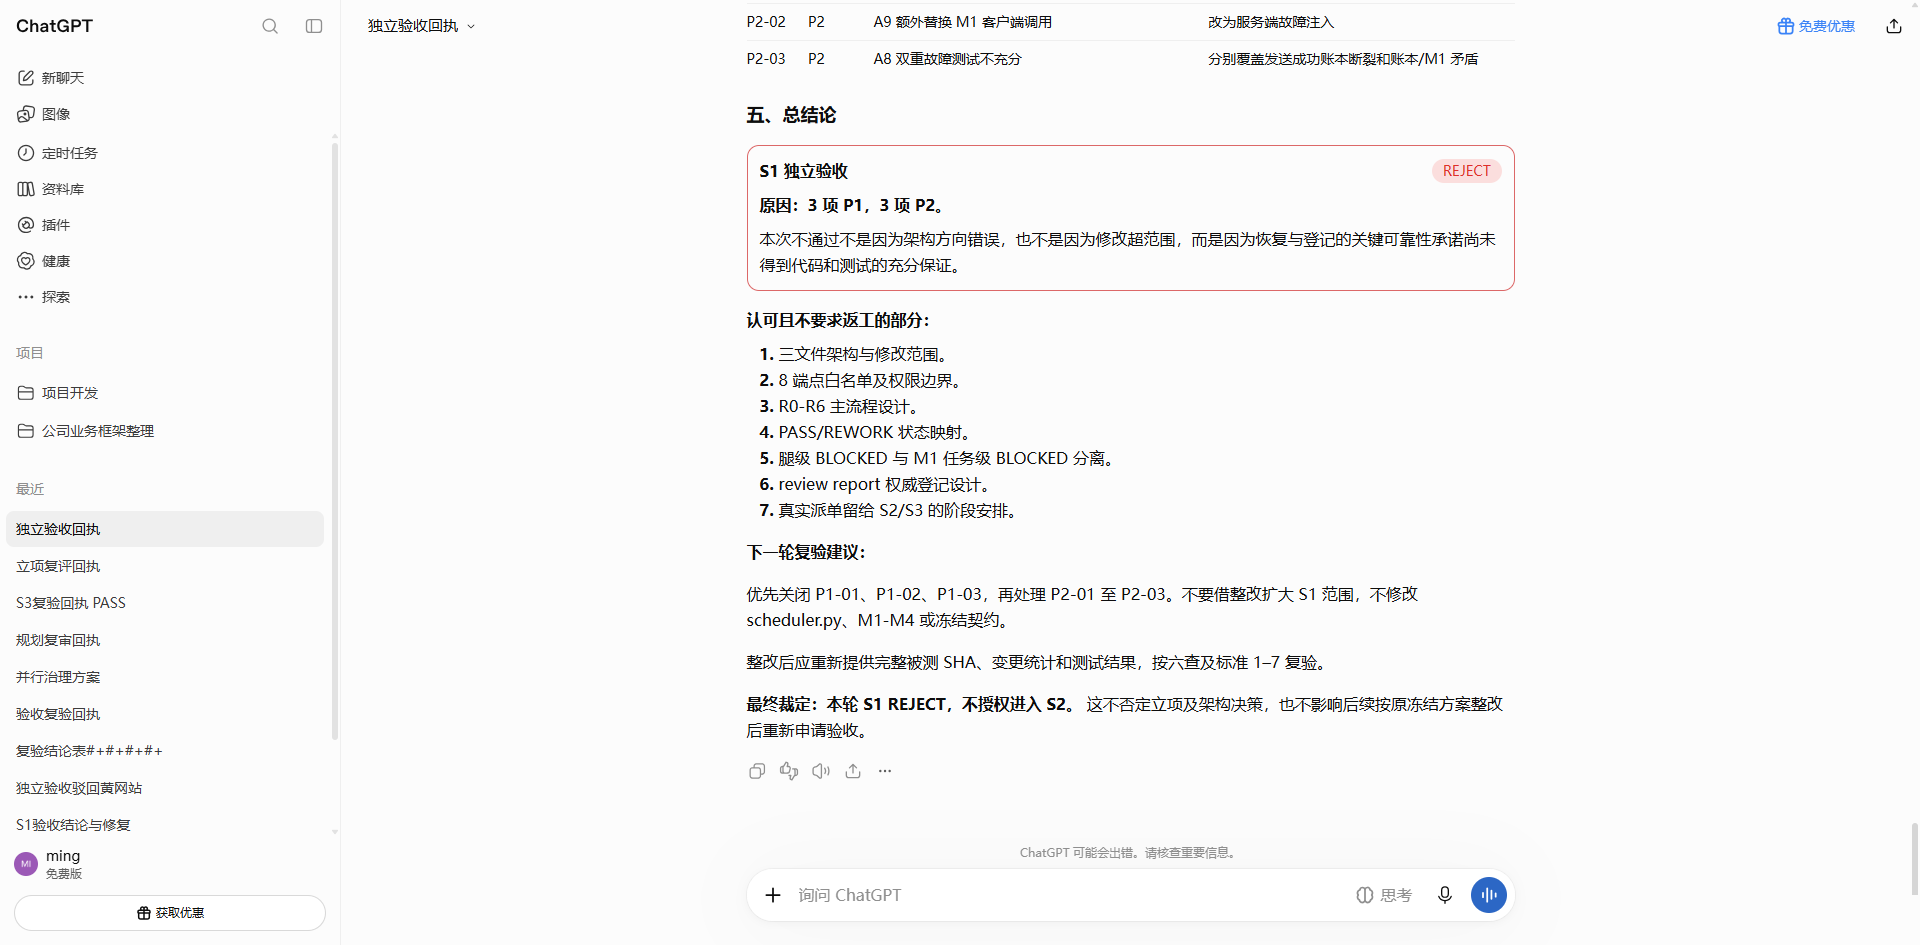 ChatGPT
新聊天
图像
定时任务
资料库
插件
健康
探索
项目
项目开发
公司业务框架整理
最近
独立验收回执
立项复评回执
S3复验回执 PASS
规划复审回执
并行治理方案
验收复验回执
复验结论表#+#+#+#+
独立验收驳回黄网站
S1验收结论与修复
MI
ming
免费版
获取优惠
独立验收回执
免费优惠
P2-02 P2 A9 额外替换 M1 客户端调用 改为服务端故障注入
P2-03 P2 A8 双重故障测试不充分 分别覆盖发送成功账本断裂和账本/M1 矛盾
五、总结论
S1 独立验收 REJECT
原因：3 项 P1，3 项 P2。
本次不通过不是因为架构方向错误，也不是因为修改超范围，而是因为恢复与登记的关键可靠性承诺尚未
得到代码和测试的充分保证。
认可且不要求返工的部分：
1. 三文件架构与修改范围。
2. 8 端点白名单及权限边界。
3. R0-R6 主流程设计。
4. PASS/REWORK 状态映射。
5. 腿级 BLOCKED 与 M1 任务级 BLOCKED 分离。
6. review report 权威登记设计。
7. 真实派单留给 S2/S3 的阶段安排。
下一轮复验建议：
优先关闭 P1-01、P1-02、P1-03，再处理 P2-01 至 P2-03。不要借整改扩大 S1 范围，不修改
scheduler.py、M1-M4 或冻结契约。
整改后应重新提供完整被测 SHA、变更统计和测试结果，按六查及标准 1–7 复验。
最终裁定：本轮 S1 REJECT，不授权进入 S2。 这不否定立项及架构决策，也不影响后续按原冻结方案整改
后重新申请验收。
ChatGPT 可能会出错。请核查重要信息。
询问 ChatGPT
思考